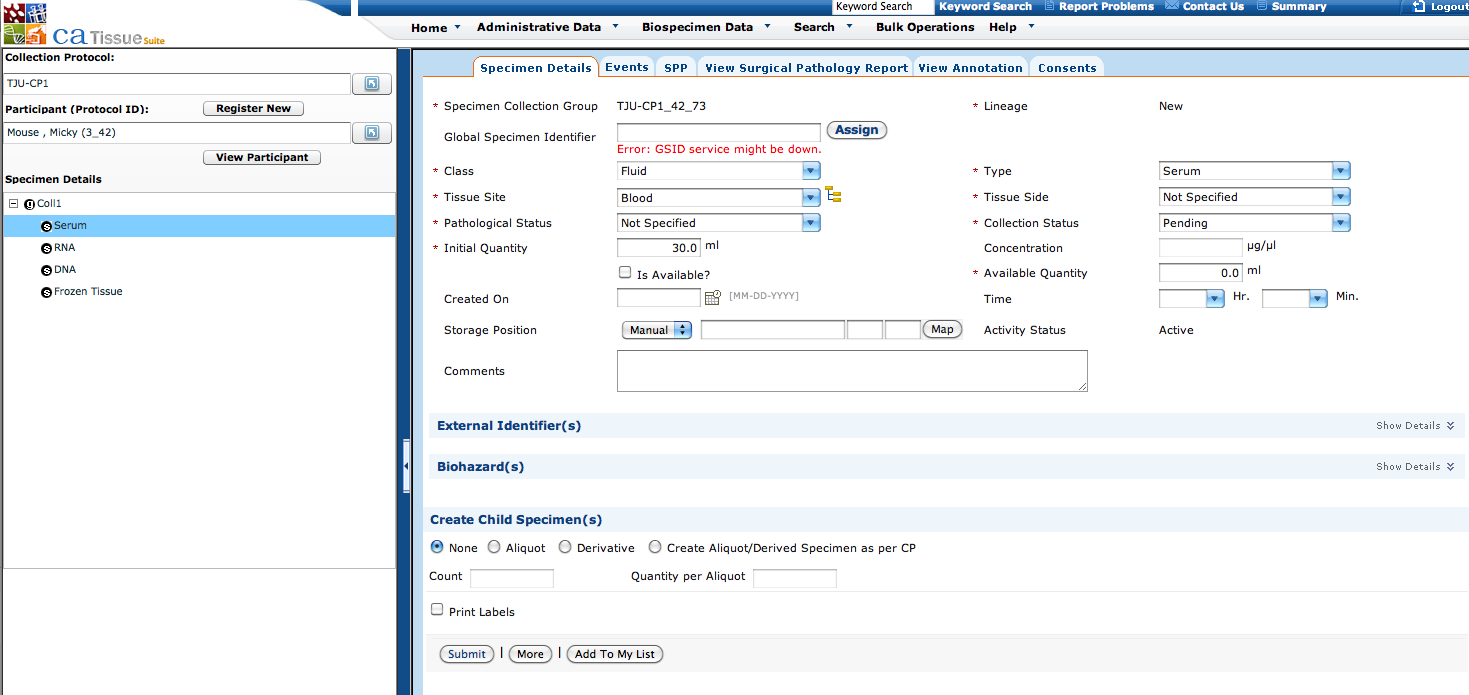 Keyword Search Keyword Search Report Problems Contact Us Summary Logout
caTissue Suite
Home Administrative Data Biospecimen Data Search Bulk Operations Help
Collection Protocol:
TJU-CP1
Participant (Protocol ID): Register New
Mouse , Micky (3_42)
View Participant
Specimen Details
Coll1
Serum
RNA
DNA
Frozen Tissue
Specimen Details Events SPP View Surgical Pathology Report View Annotation Consents
* Specimen Collection Group TJU-CP1_42_73 * Lineage New
Global Specimen Identifier Assign
Error: GSID service might be down.
* Class Fluid * Type Serum
* Tissue Site Blood * Tissue Side Not Specified
* Pathological Status Not Specified * Collection Status Pending
* Initial Quantity 30.0 ml Concentration µg/µl
Is Available? * Available Quantity 0.0 ml
Created On [MM-DD-YYYY] Time Hr. Min.
Storage Position Manual Map Activity Status Active
Comments
External Identifier(s) Show Details
Biohazard(s) Show Details
Create Child Specimen(s)
None Aliquot Derivative Create Aliquot/Derived Specimen as per CP
Count Quantity per Aliquot
Print Labels
Submit | More | Add To My List